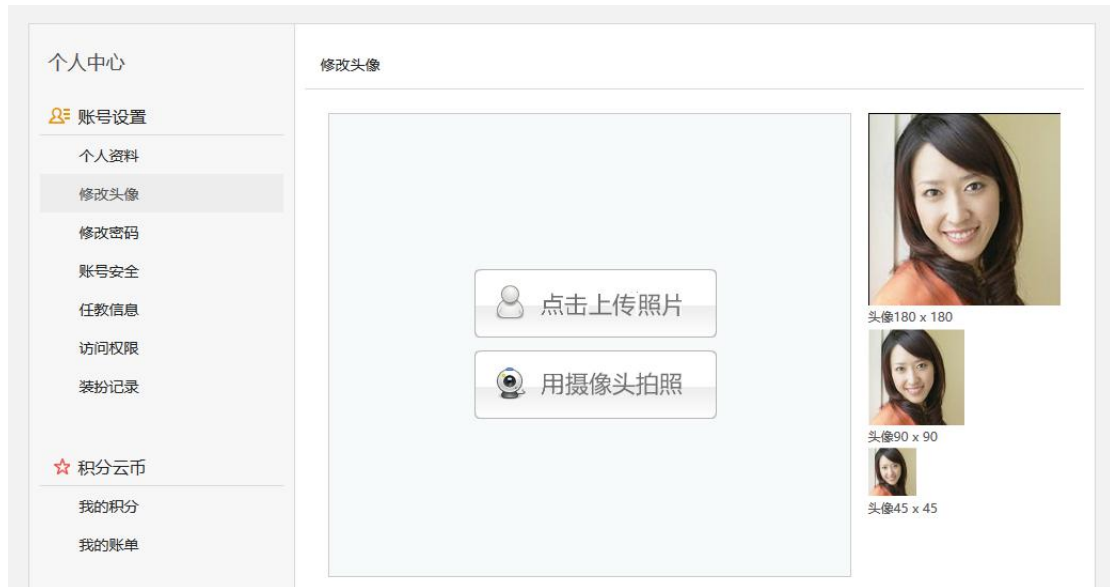 个人中心
账号设置
个人资料
修改头像
修改密码
账号安全
任教信息
访问权限
装扮记录
积分云币
我的积分
我的账单
修改头像
点击上传照片
用摄像头拍照
头像180 x 180
头像90 x 90
头像45 x 45